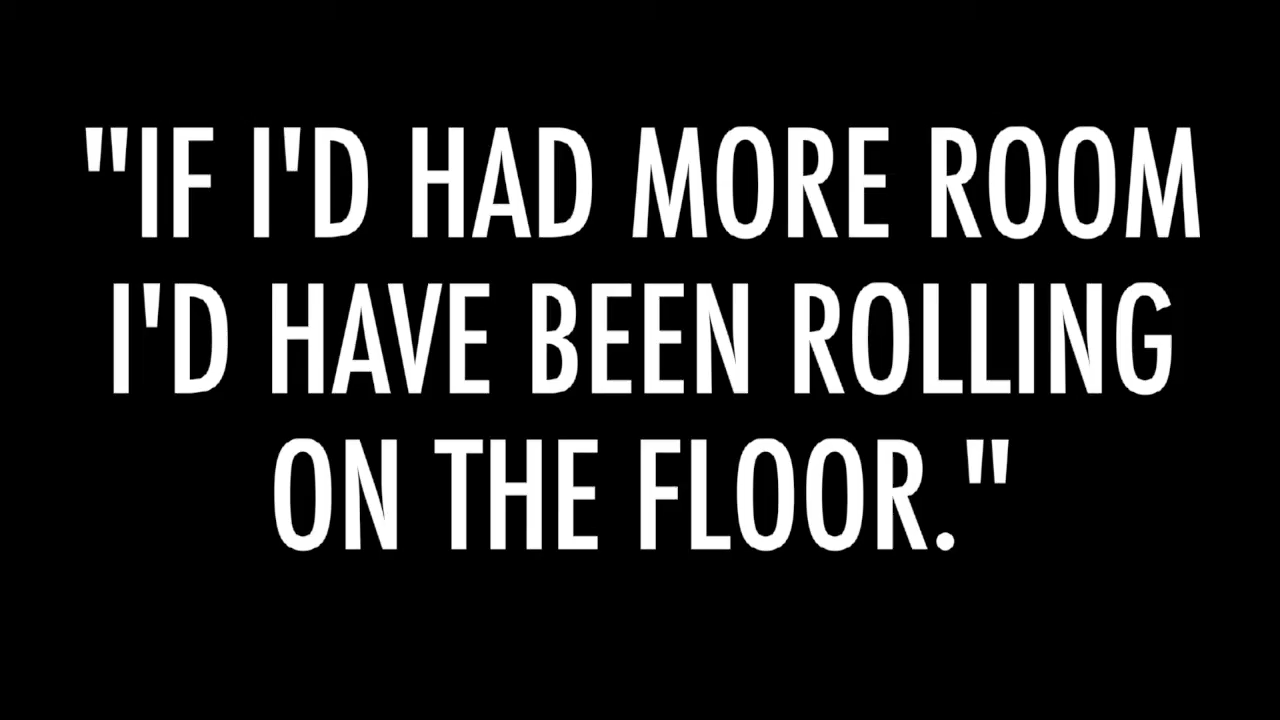 "IF I'D HAD MORE ROOM
I'D HAVE BEEN ROLLING
ON THE FLOOR."